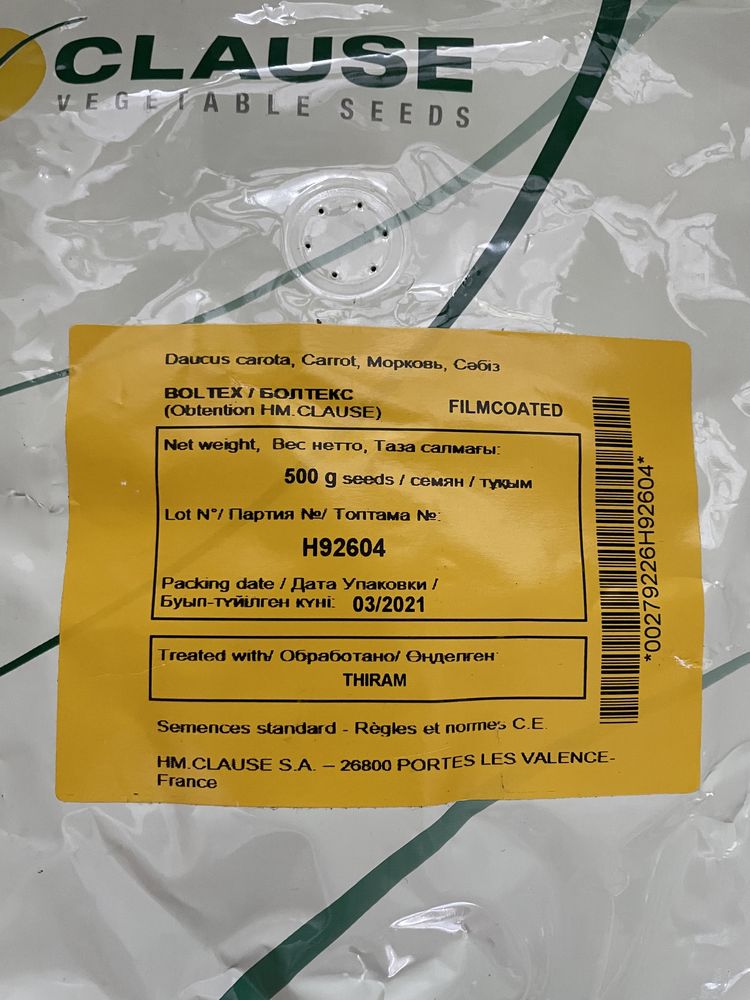 CLAUSE
VEGETABLE SEEDS
Daucus carota, Carrot, Морковь, Сәбіз
BOLTEX / БОЛТЕКС
(Obtention HM.CLAUSE)
FILMCOATED
Net weight, Вес нетто, Таза салмағы:
500 g seeds / семян / тұқым
Lot N°/ Партия №/ Топтама №:
H92604
Packing date / Дата Упаковки /
Буып-түйілген күні: 03/2021
Treated with/ Обработано/ Өңделген:
THIRAM
Semences standard - Règles et normes C.E.
HM.CLAUSE S.A. – 26800 PORTES LES VALENCE-
France
*00279226H92604*